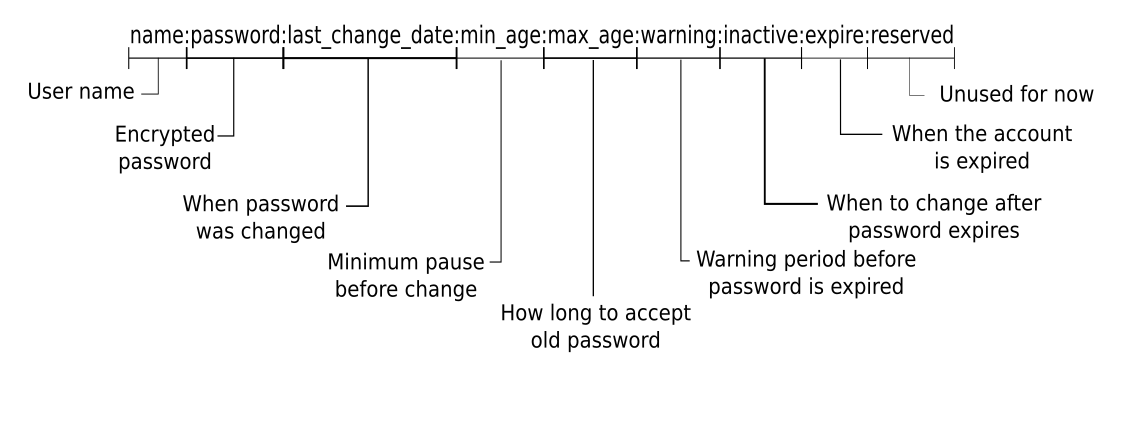 name:password:last_change_date:min_age:max_age:warning:inactive:expire:reserved
User name
Encrypted
password
When password
was changed
Minimum pause
before change
How long to accept
old password
Warning period before
password is expired
When to change after
password expires
When the account
is expired
Unused for now